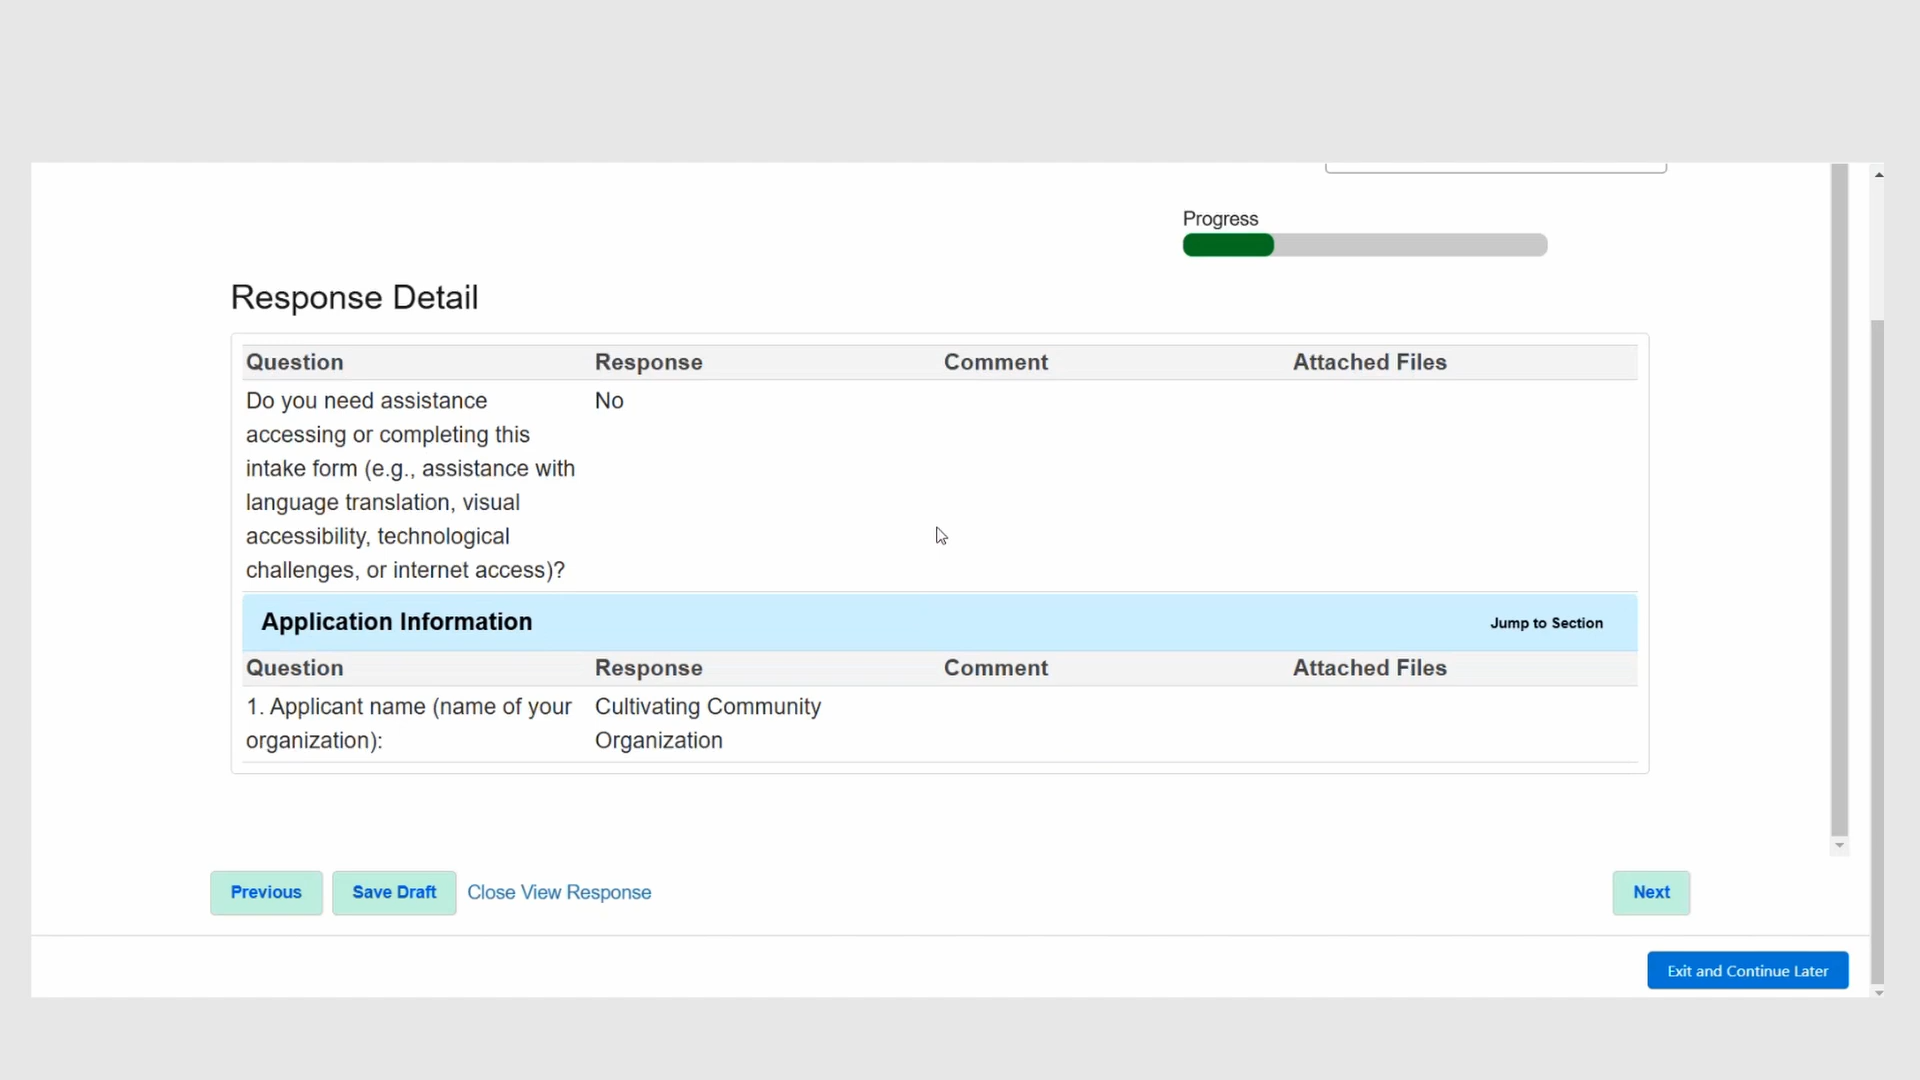 Progress
Response Detail
Question Response Comment Attached Files
Do you need assistance No
accessing or completing this
intake form (e.g., assistance with
language translation, visual
accessibility, technological
challenges, or internet access)?
Application Information Jump to Section
Question Response Comment Attached Files
1. Applicant name (name of your Cultivating Community
organization): Organization
Previous Save Draft Close View Response Next
Exit and Continue Later